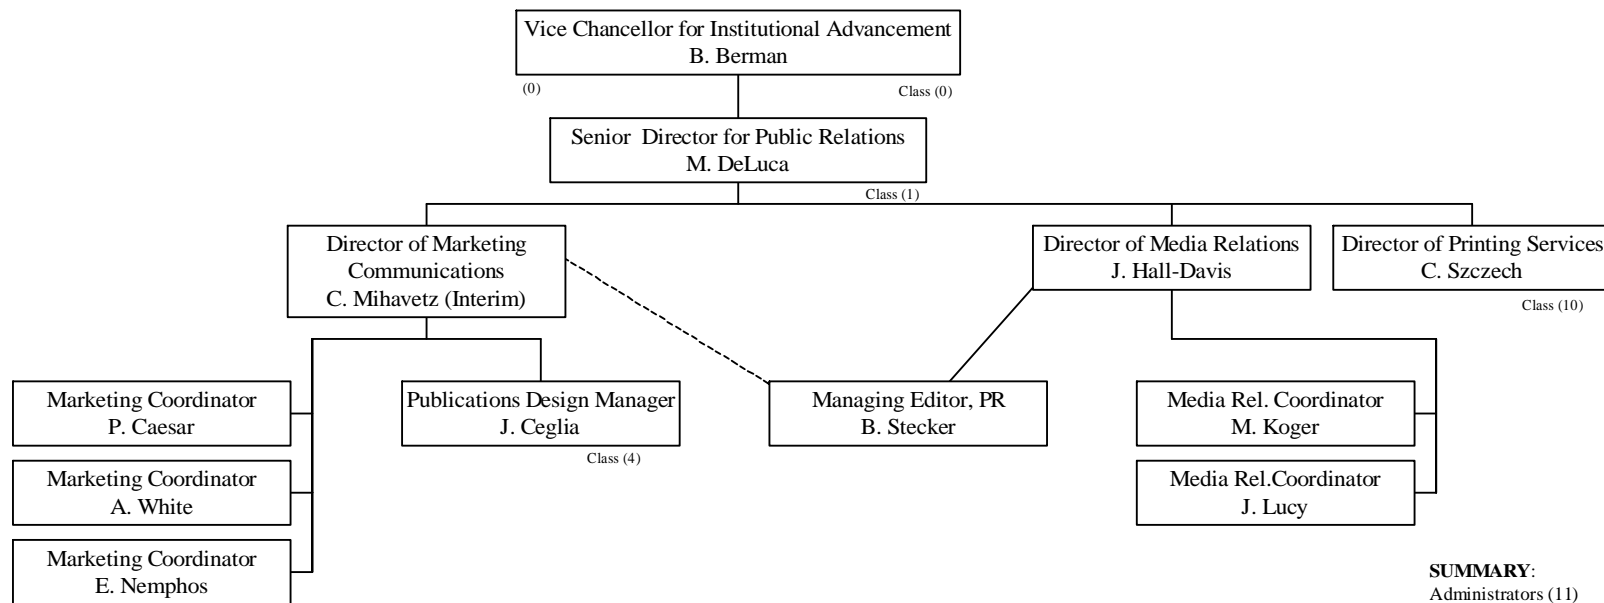 Vice Chancellor for Institutional Advancement
B. Berman
(0)
Class (0)
Senior Director for Public Relations
M. DeLuca
Class (1)
Director of Marketing
Communications
C. Mihavetz (Interim)
Director of Media Relations
J. Hall-Davis
Director of Printing Services
C. Szczech
Class (10)
Marketing Coordinator
P. Caesar
Publications Design Manager
J. Ceglia
Class (4)
Managing Editor, PR
B. Stecker
Media Rel. Coordinator
M. Koger
Marketing Coordinator
A. White
Media Rel.Coordinator
J. Lucy
Marketing Coordinator
E. Nemphos
SUMMARY:
Administrators (11)